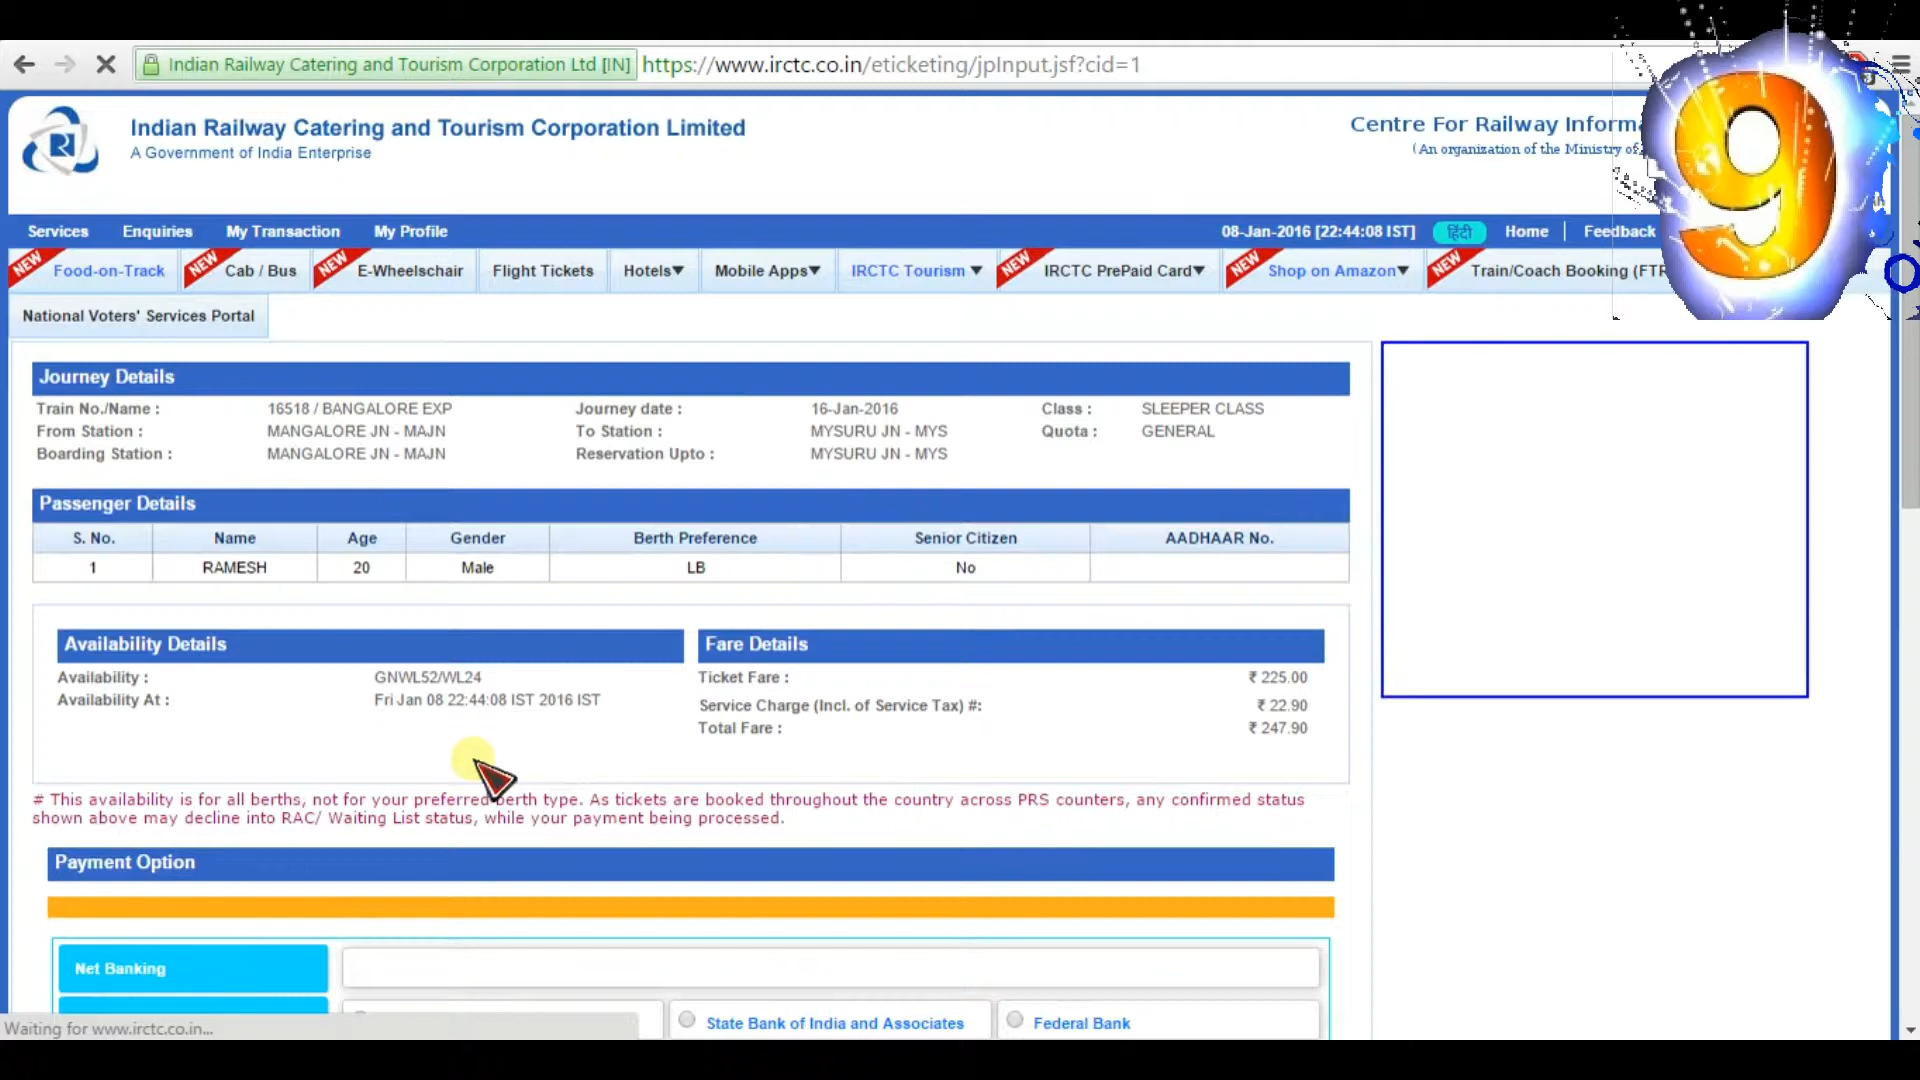 Indian Railway Catering and Tourism Corporation Ltd [IN] https://www.irctc.co.in/eticketing/jpInput.jsf?cid=1
Indian Railway Catering and Tourism Corporation Limited
A Government of India Enterprise
Centre For Railway
(An organization of the Ministry of
9
Services Enquiries My Transaction My Profile 08-Jan-2016 [22:44:08 IST] हिंदी Home Feedback
NEW Food-on-Track NEW Cab / Bus NEW E-Wheelchair Flight Tickets Hotels▼ Mobile Apps▼ IRCTC Tourism ▼ NEW IRCTC PrePaid Card▼ NEW Shop on Amazon▼ NEW Train/Coach Booking
National Voters' Services Portal
Journey Details
Train No./Name : 16518 / BANGALORE EXP Journey date : 16-Jan-2016 Class : SLEEPER CLASS
From Station : MANGALORE JN - MAJN To Station : MYSURU JN - MYS Quota : GENERAL
Boarding Station : MANGALORE JN - MAJN Reservation Upto : MYSURU JN - MYS
Passenger Details
S. No. Name Age Gender Berth Preference Senior Citizen AADHAAR No.
1 RAMESH 20 Male LB No
Availability Details Fare Details
Availability : GNWL52/WL24 Ticket Fare : ₹ 225.00
Availability At : Fri Jan 08 22:44:08 IST 2016 IST Service Charge (Incl. of Service Tax) #: ₹ 22.90
Total Fare : ₹ 247.90
# This availability is for all berths, not for your preferred berth type. As tickets are booked throughout the country across PRS counters, any confirmed status
shown above may decline into RAC/ Waiting List status, while your payment being processed.
Payment Option
Net Banking
State Bank of India and Associates Federal Bank
Waiting for www.irctc.co.in...